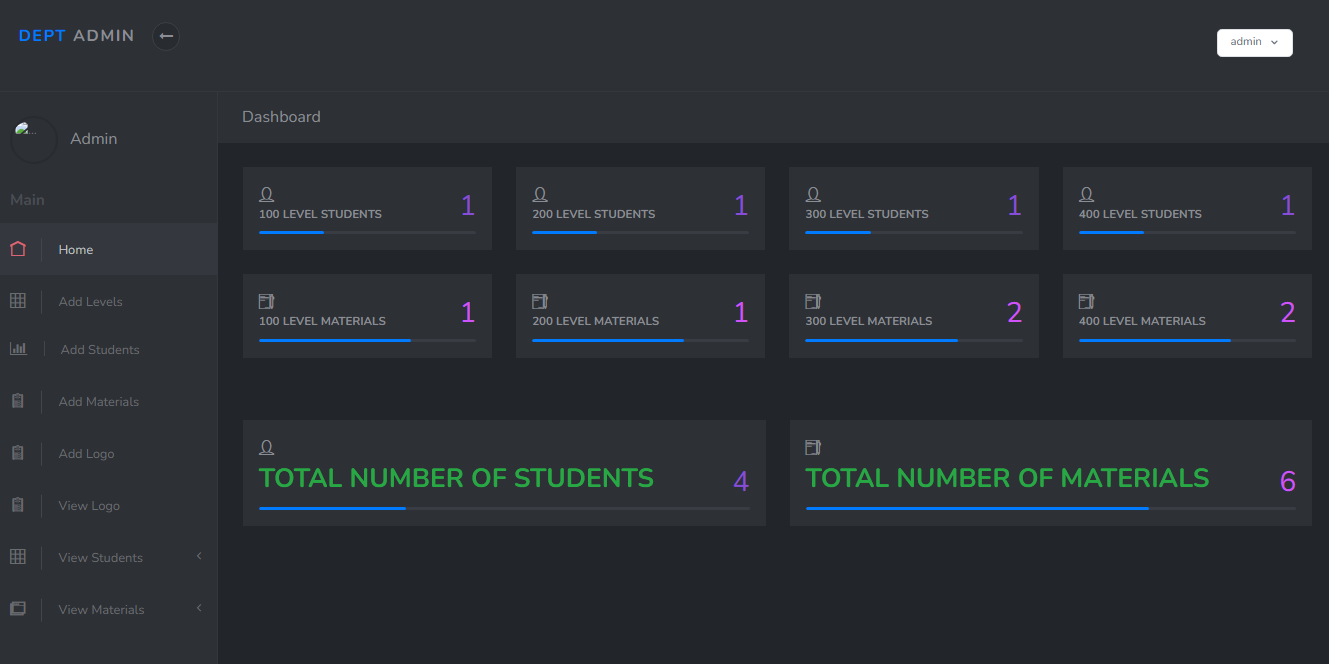 DEPT ADMIN
admin
Admin
Main
Home
Add Levels
Add Students
Add Materials
Add Logo
View Logo
View Students
View Materials
Dashboard
100 LEVEL STUDENTS 1
200 LEVEL STUDENTS 1
300 LEVEL STUDENTS 1
400 LEVEL STUDENTS 1
100 LEVEL MATERIALS 1
200 LEVEL MATERIALS 1
300 LEVEL MATERIALS 2
400 LEVEL MATERIALS 2
TOTAL NUMBER OF STUDENTS 4
TOTAL NUMBER OF MATERIALS 6